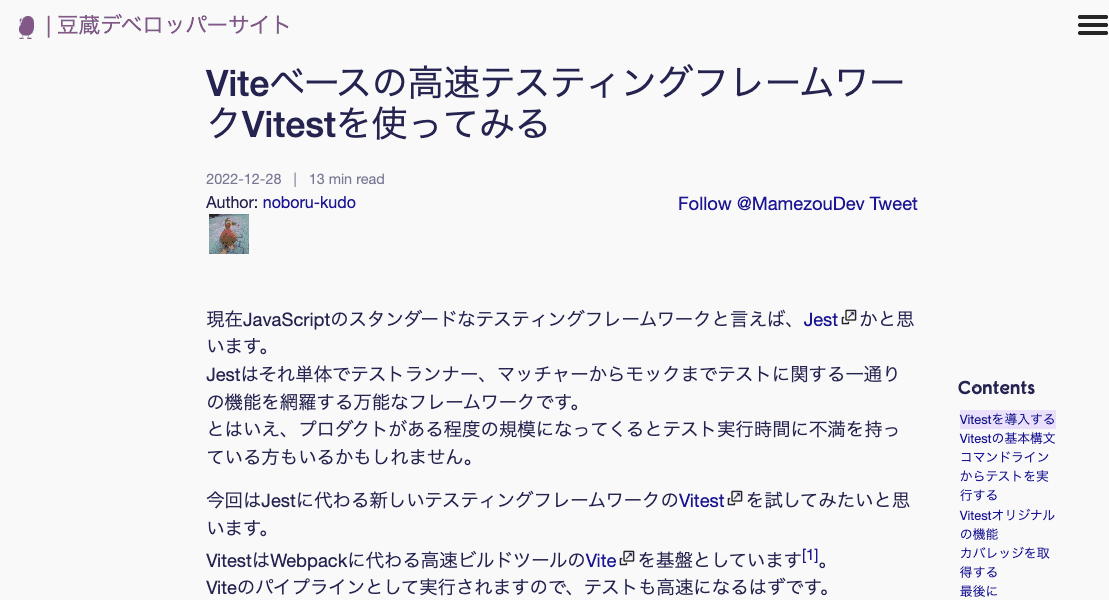 | 豆蔵デベロッパーサイト
Viteベースの高速テスティングフレームワー
クVitestを使ってみる
2022-12-28 | 13 min read
Author: noboru-kudo
Follow @MamezouDev Tweet
現在JavaScriptのスタンダードなテスティングフレームワークと言えば、Jestかと思
います。
Jestはそれ単体でテストランナー、マッチャーからモックまでテストに関する一通り
の機能を網羅する万能なフレームワークです。
とはいえ、プロダクトがある程度の規模になってくるとテスト実行時間に不満を持っ
ている方もいるかもしれません。
今回はJestに代わる新しいテスティングフレームワークのVitestを試してみたいと思
います。
VitestはWebpackに代わる高速ビルドツールのViteを基盤としています[1]。
Viteのパイプラインとして実行されますので、テストも高速になるはずです。
Contents
Vitestを導入する
Vitestの基本構文
コマンドライン
からテストを実
行する
Vitestオリジナル
の機能
カバレッジを取
得する
最後に